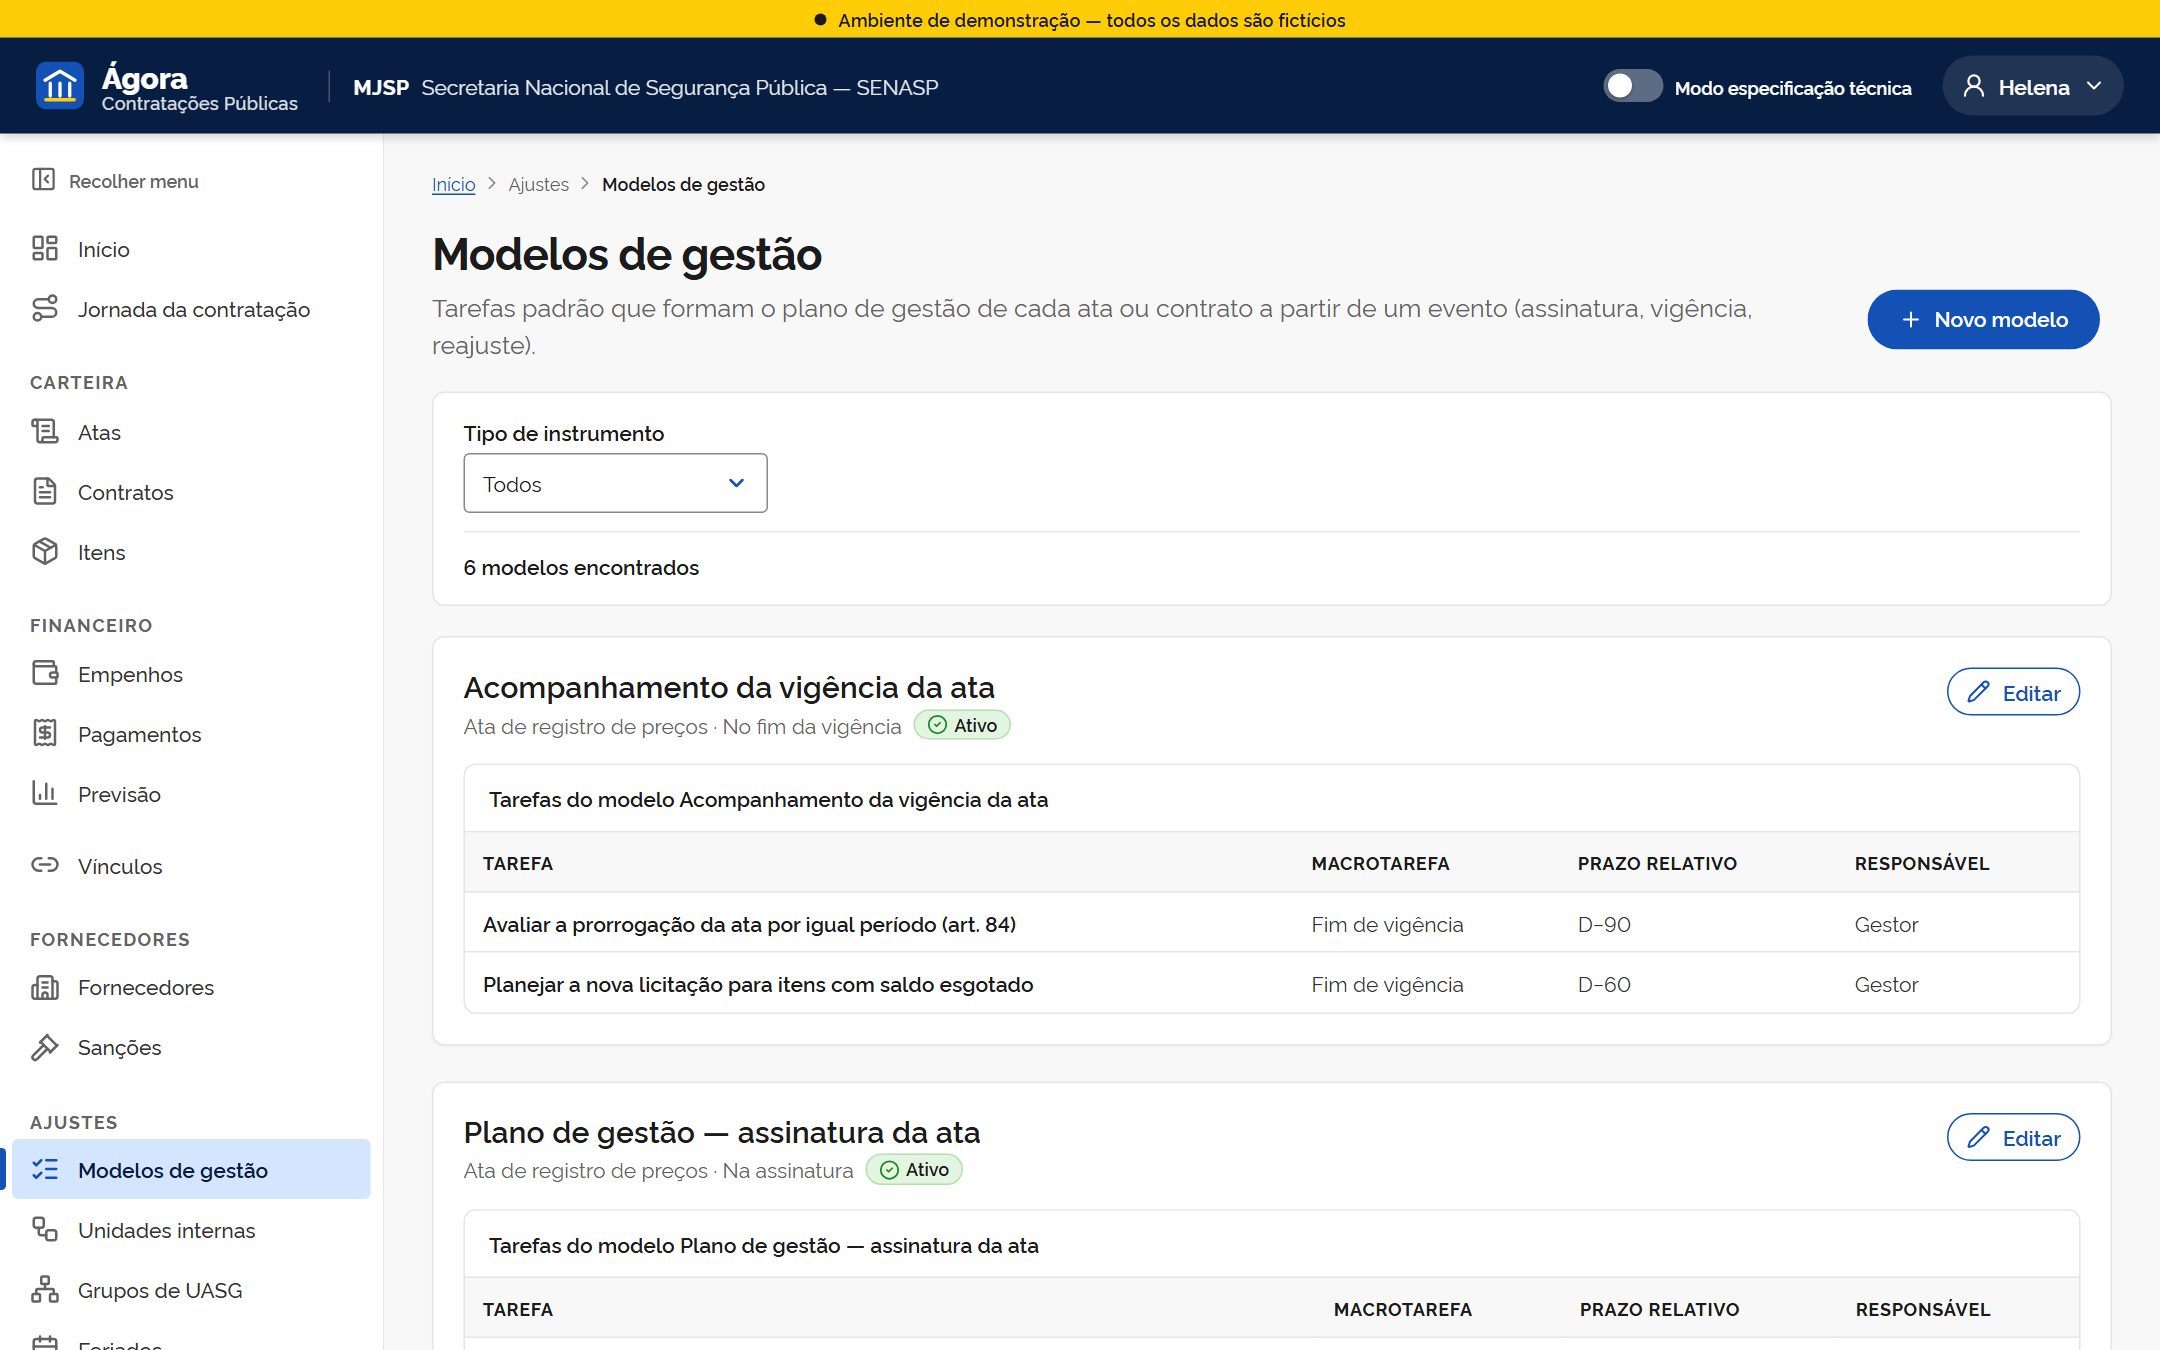 Ambiente de demonstração — todos os dados são fictícios
Ágora
Contratações Públicas
MJSP Secretaria Nacional de Segurança Pública — SENASP
Modo especificação técnica
Helena
Recolher menu
Início
Jornada da contratação
CARTEIRA
Atas
Contratos
Itens
FINANCEIRO
Empenhos
Pagamentos
Previsão
Vínculos
FORNECEDORES
Fornecedores
Sanções
AJUSTES
Modelos de gestão
Unidades internas
Grupos de UASG
Feriados
Início > Ajustes > Modelos de gestão
Modelos de gestão
Tarefas padrão que formam o plano de gestão de cada ata ou contrato a partir de um evento (assinatura, vigência,
reajuste).
+ Novo modelo
Tipo de instrumento
Todos
6 modelos encontrados
Acompanhamento da vigência da ata
Ata de registro de preços · No fim da vigência Ativo
Editar
Tarefas do modelo Acompanhamento da vigência da ata
TAREFA MACROTAREFA PRAZO RELATIVO RESPONSÁVEL
Avaliar a prorrogação da ata por igual período (art. 84) Fim de vigência D−90 Gestor
Planejar a nova licitação para itens com saldo esgotado Fim de vigência D−60 Gestor
Plano de gestão — assinatura da ata
Ata de registro de preços · Na assinatura Ativo
Editar
Tarefas do modelo Plano de gestão — assinatura da ata
TAREFA MACROTAREFA PRAZO RELATIVO RESPONSÁVEL